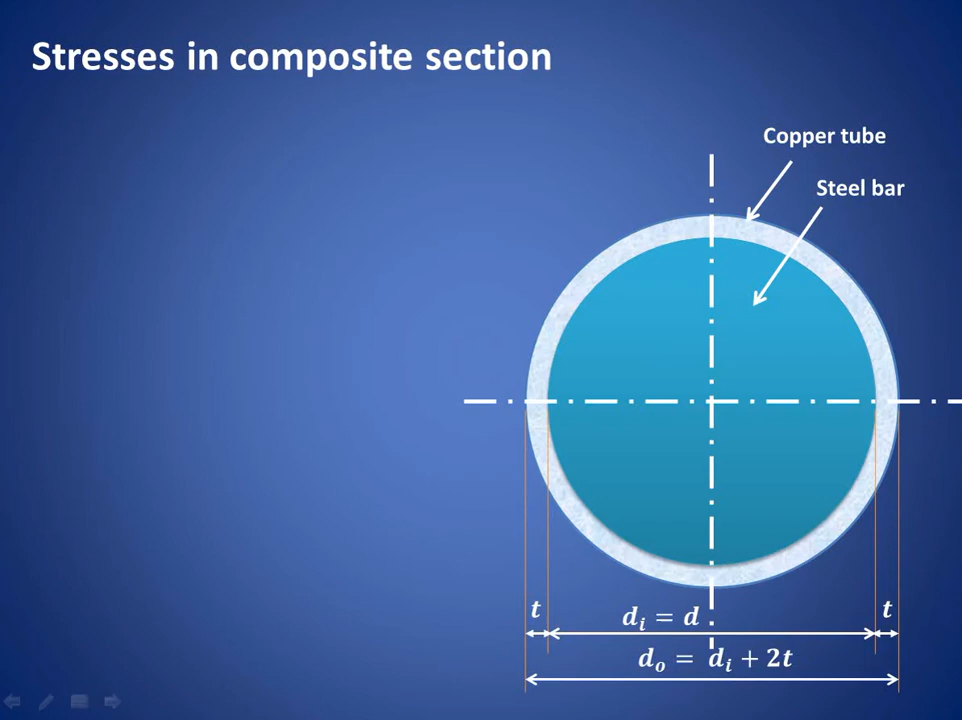 Stresses in composite section
Copper tube
Steel bar
t
dᵢ = d
t
dₒ = dᵢ + 2t